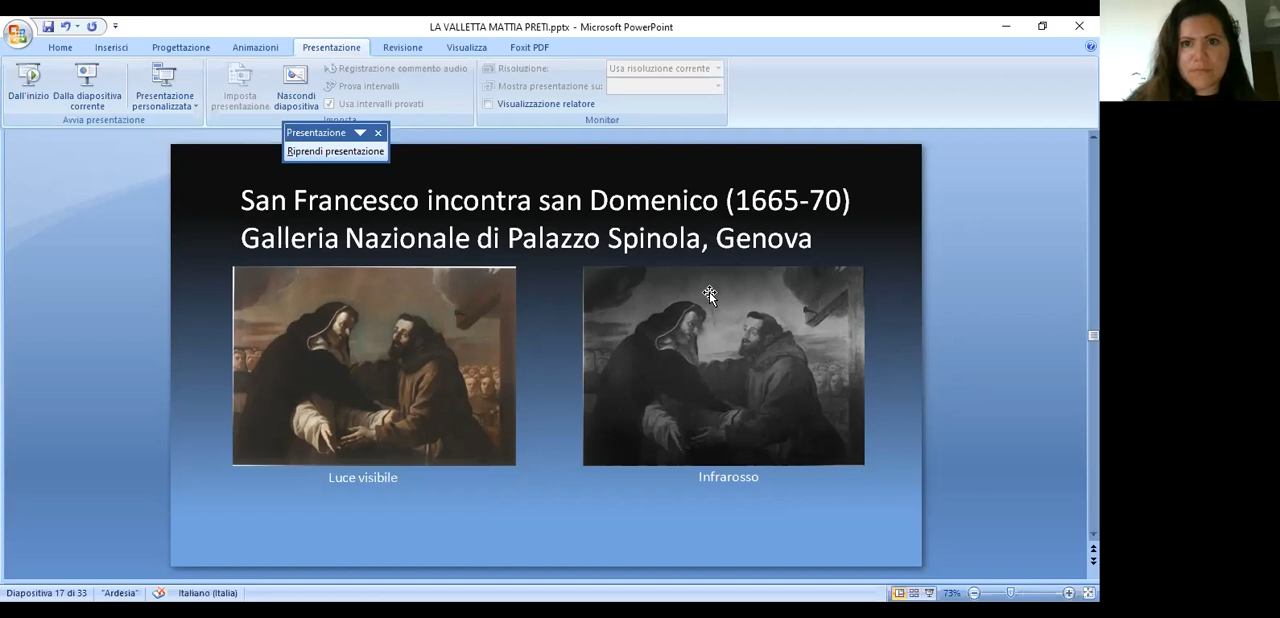 LA VALLETTA MATTIA PRETI.pptx - Microsoft PowerPoint
Home Inserisci Progettazione Animazioni Presentazione Revisione Visualizza Foxit PDF
Dall'inizio
Dalla diapositiva
corrente
Presentazione
personalizzata
Avvia presentazione
Imposta
presentazione
Nascondi
diapositiva
Registrazione commento audio
Prova intervalli
Usa intervalli provati
Imposta
Risoluzione: Usa risoluzione corrente
Mostra presentazione su:
Visualizzazione relatore
Monitor
Presentazione
Riprendi presentazione
San Francesco incontra san Domenico (1665-70)
Galleria Nazionale di Palazzo Spinola, Genova
Luce visibile
Infrarosso
Diapositiva 17 di 33 "Ardesia" Italiano (Italia) 73%